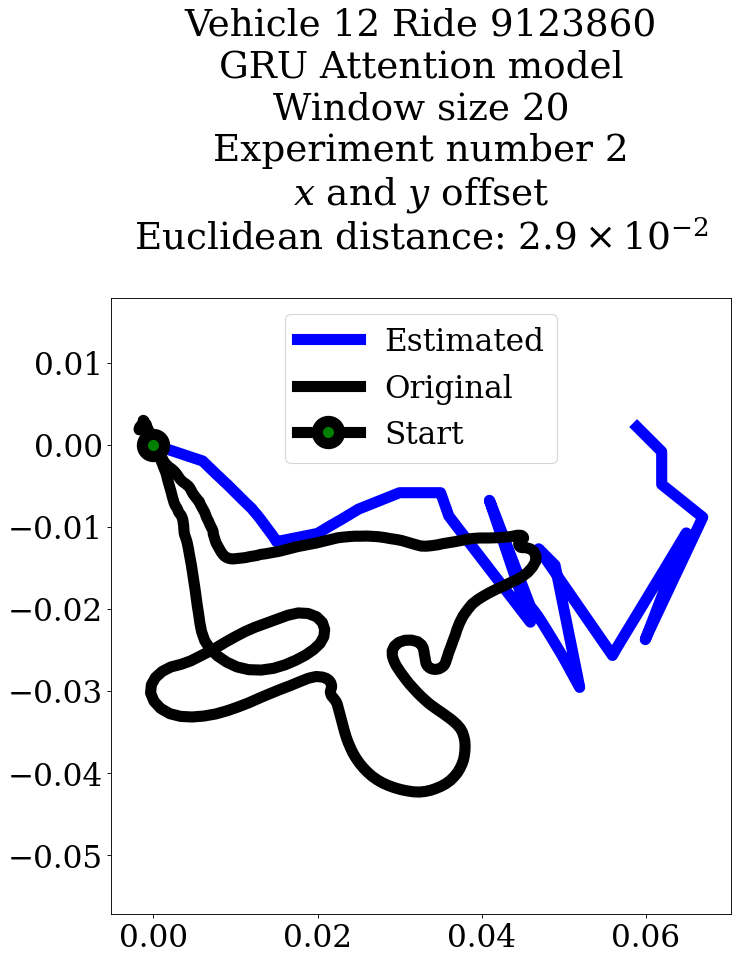 Vehicle 12 Ride 9123860
GRU Attention model
Window size 20
Experiment number 2
x and y offset
Euclidean distance: 2.9 × 10⁻²
Estimated
Original
Start
0.01
0.00
−0.01
−0.02
−0.03
−0.04
−0.05
0.00 0.02 0.04 0.06